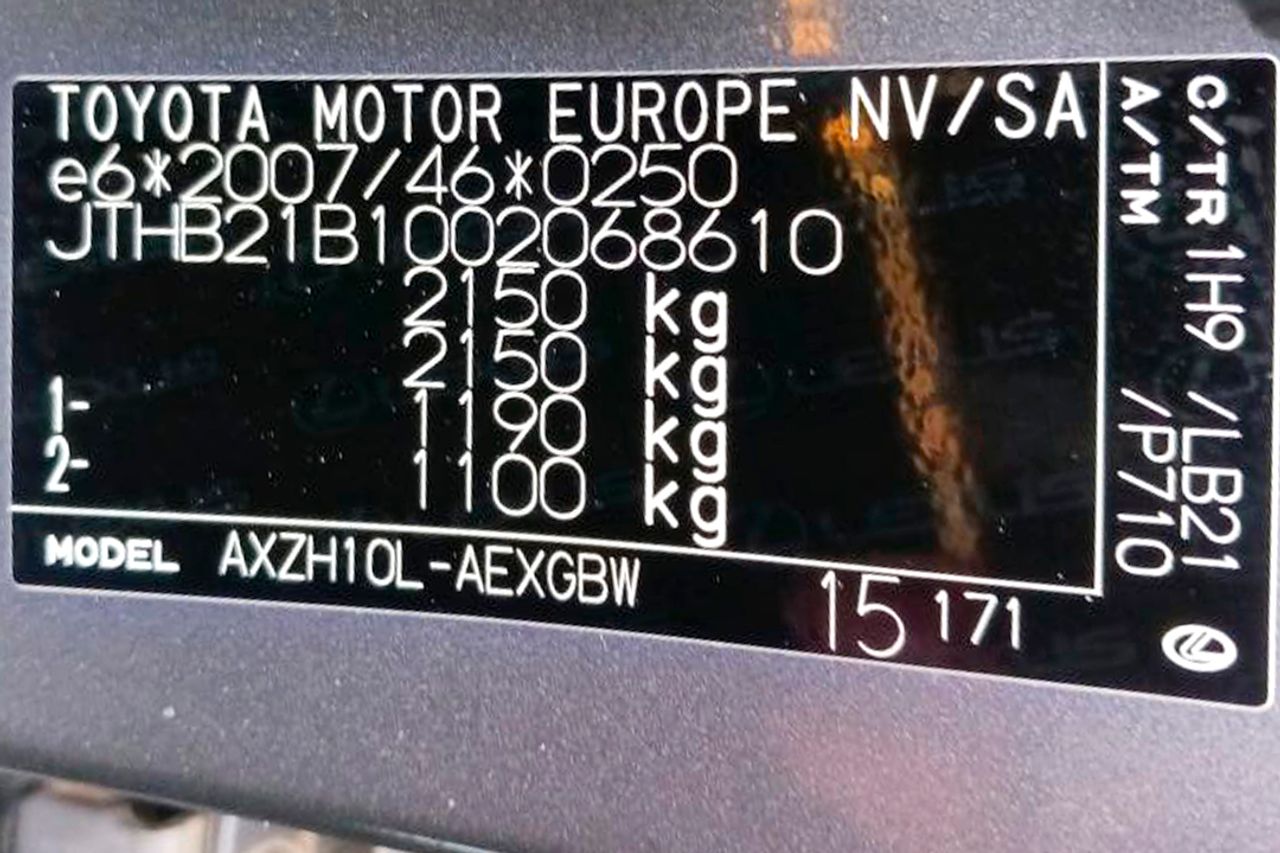 TOYOTA MOTOR EUROPE NV/SA
e6*2007/46*0250
JTHB21B1002068610
2150 kg
2150 kg
1- 1190 kg
2- 1100 kg
MODEL AXZH10L-AEXGBW
15 171
C/TR 1H9 /LB21
A/TM /P710